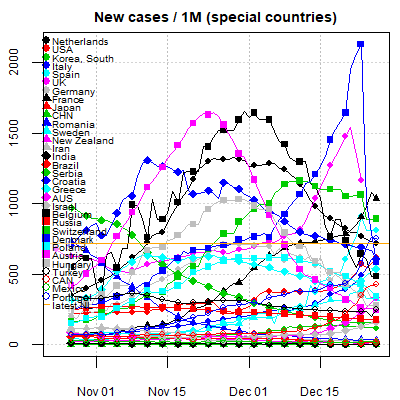 New cases / 1M (special countries)
2000
1500
1000
500
0
Netherlands
USA
Korea, South
Italy
Spain
UK
Germany
France
Japan
CHN
Romania
Sweden
New Zealand
Iran
India
Brazil
Serbia
Croatia
Greece
AUS
Israel
Belgium
Russia
Switzerland
Denmark
Poland
Austria
Hungary
Turkey
CAN
Mexico
Portugal
Nov 01
Nov 15
Dec 01
Dec 15